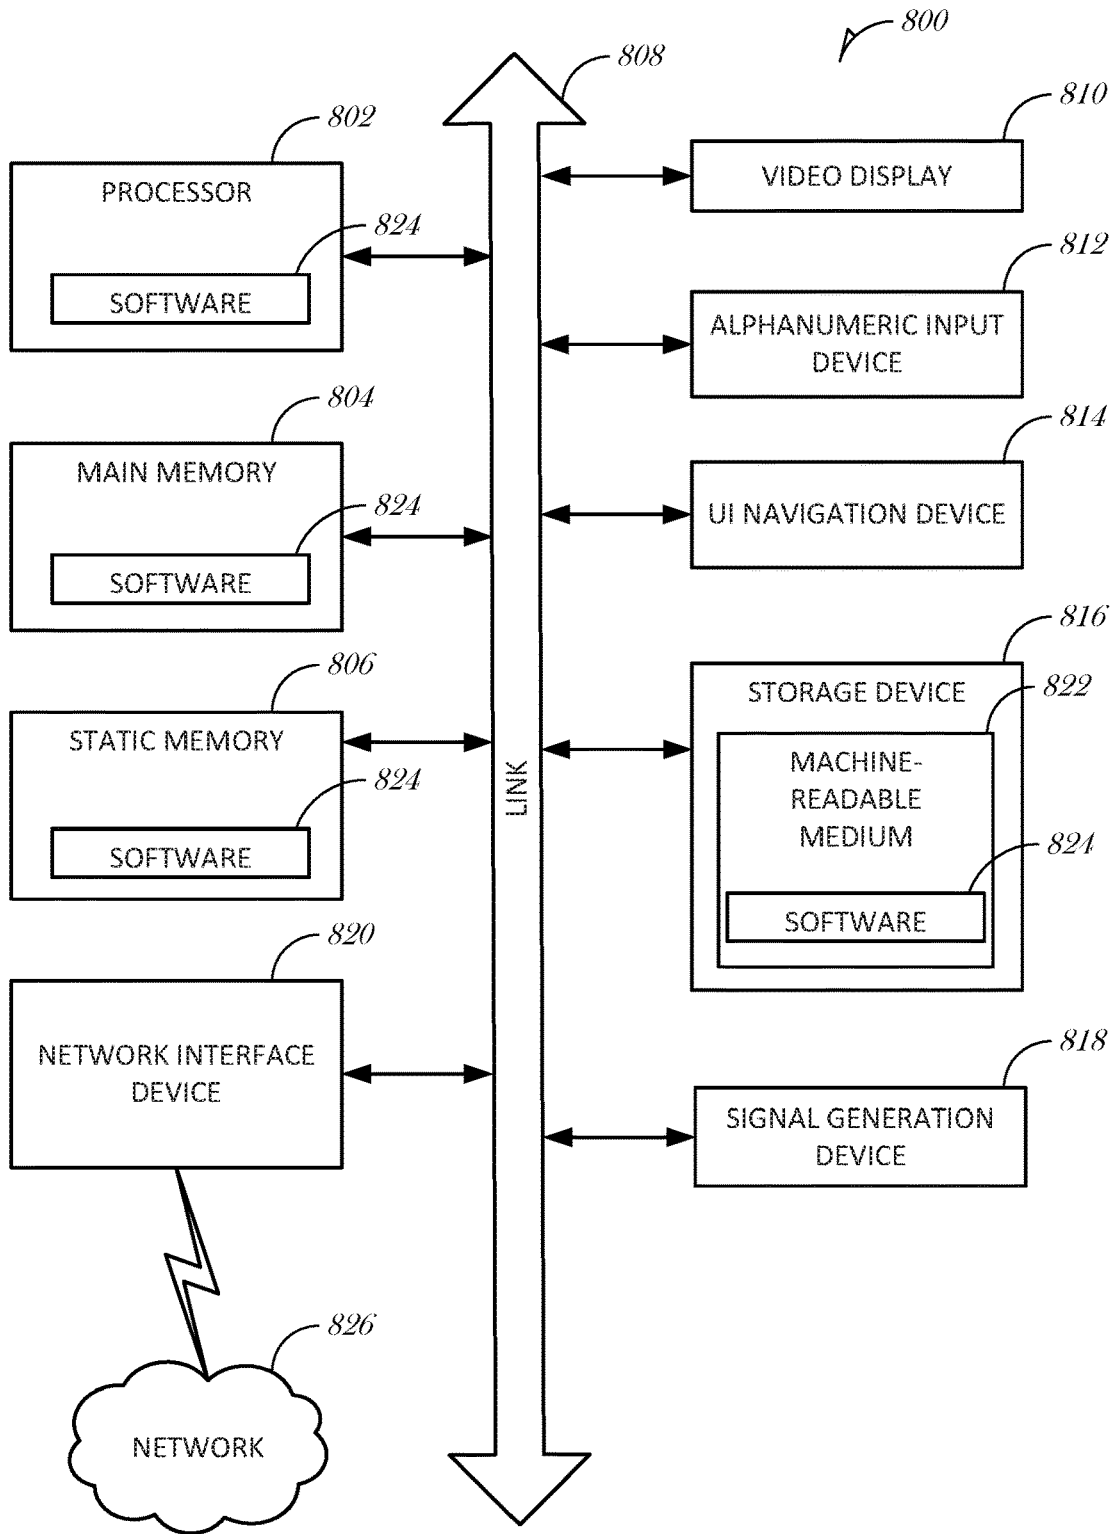 800
808
802
PROCESSOR
824
SOFTWARE
804
MAIN MEMORY
824
SOFTWARE
806
STATIC MEMORY
824
SOFTWARE
820
NETWORK INTERFACE
DEVICE
826
NETWORK
LINK
810
VIDEO DISPLAY
812
ALPHANUMERIC INPUT
DEVICE
814
UI NAVIGATION DEVICE
816
STORAGE DEVICE
822
MACHINE-
READABLE
MEDIUM
824
SOFTWARE
818
SIGNAL GENERATION
DEVICE